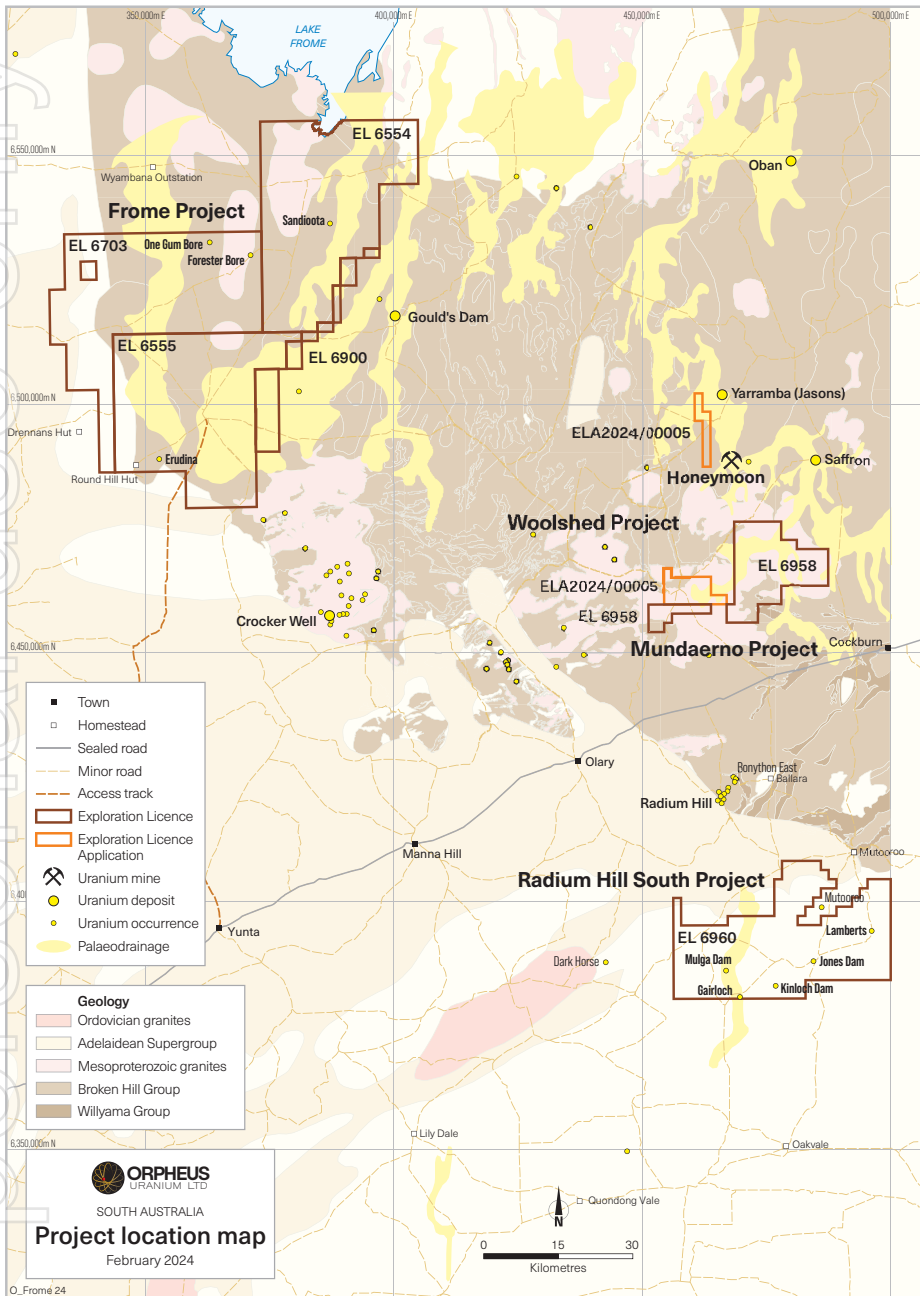 350,000m E
400,000m E
450,000m E
500,000m E
LAKE
FROME
EL 6554
6,550,000m N
Oban
Wyambana Outstation
Frome Project
Sandioota
EL 6703
One Gum Bore
Forester Bore
Gould's Dam
EL 6555
EL 6900
Yarramba (Jasons)
6,500,000m N
Drennans Hut
ELA2024/00005
Erudina
Saffron
Round Hill Hut
Honeymoon
Woolshed Project
EL 6958
ELA2024/00005
EL 6958
Crocker Well
Mundaerno Project
Cockburn
6,450,000m N
Town
Homestead
Sealed road
Minor road
Access track
Exploration Licence
Exploration Licence
Application
Uranium mine
Uranium deposit
Uranium occurrence
Palaeodrainage
Olary
Bonython East
Ballara
Radium Hill
Manna Hill
Mutooroo
Radium Hill South Project
6,40
Mutooroo
Yunta
EL 6960
Lamberts
Dark Horse
Mulga Dam
Jones Dam
Gairloch
Kinloch Dam
Geology
Ordovician granites
Adelaidean Supergroup
Mesoproterozoic granites
Broken Hill Group
Willyama Group
6,350,000m N
Lily Dale
Oakvale
ORPHEUS
URANIUM LTD
SOUTH AUSTRALIA
Project location map
February 2024
Quondong Vale
N
0 15 30
Kilometres
O_Frome 24